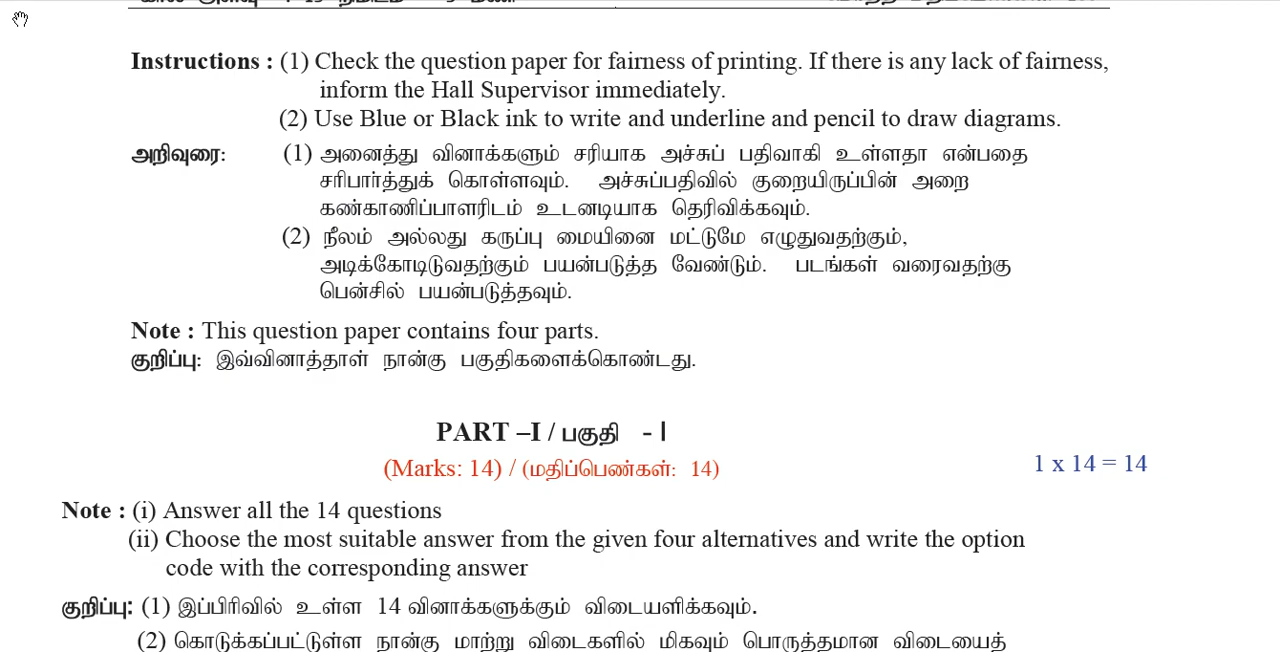 Instructions : (1) Check the question paper for fairness of printing. If there is any lack of fairness,
inform the Hall Supervisor immediately.
(2) Use Blue or Black ink to write and underline and pencil to draw diagrams.
அறிவுரை: (1) அனைத்து வினாக்களும் சரியாக அச்சுப் பதிவாகி உள்ளதா என்பதை
சரிபார்த்துக் கொள்ளவும். அச்சுப்பதிவில் குறையிருப்பின் அறை
கண்காணிப்பாளரிடம் உடனடியாக தெரிவிக்கவும்.
(2) நீலம் அல்லது கருப்பு மையினை மட்டுமே எழுதுவதற்கும்,
அடிக்கோடிடுவதற்கும் பயன்படுத்த வேண்டும். படங்கள் வரைவதற்கு
பென்சில் பயன்படுத்தவும்.
Note : This question paper contains four parts.
குறிப்பு: இவ்வினாத்தாள் நான்கு பகுதிகளைக்கொண்டது.
PART –I / பகுதி - I
(Marks: 14) / (மதிப்பெண்கள்: 14) 1 x 14 = 14
Note : (i) Answer all the 14 questions
(ii) Choose the most suitable answer from the given four alternatives and write the option
code with the corresponding answer
குறிப்பு: (1) இப்பிரிவில் உள்ள 14 வினாக்களுக்கும் விடையளிக்கவும்.
(2) கொடுக்கப்பட்டுள்ள நான்கு மாற்று விடைகளில் மிகவும் பொருத்தமான விடையைத்